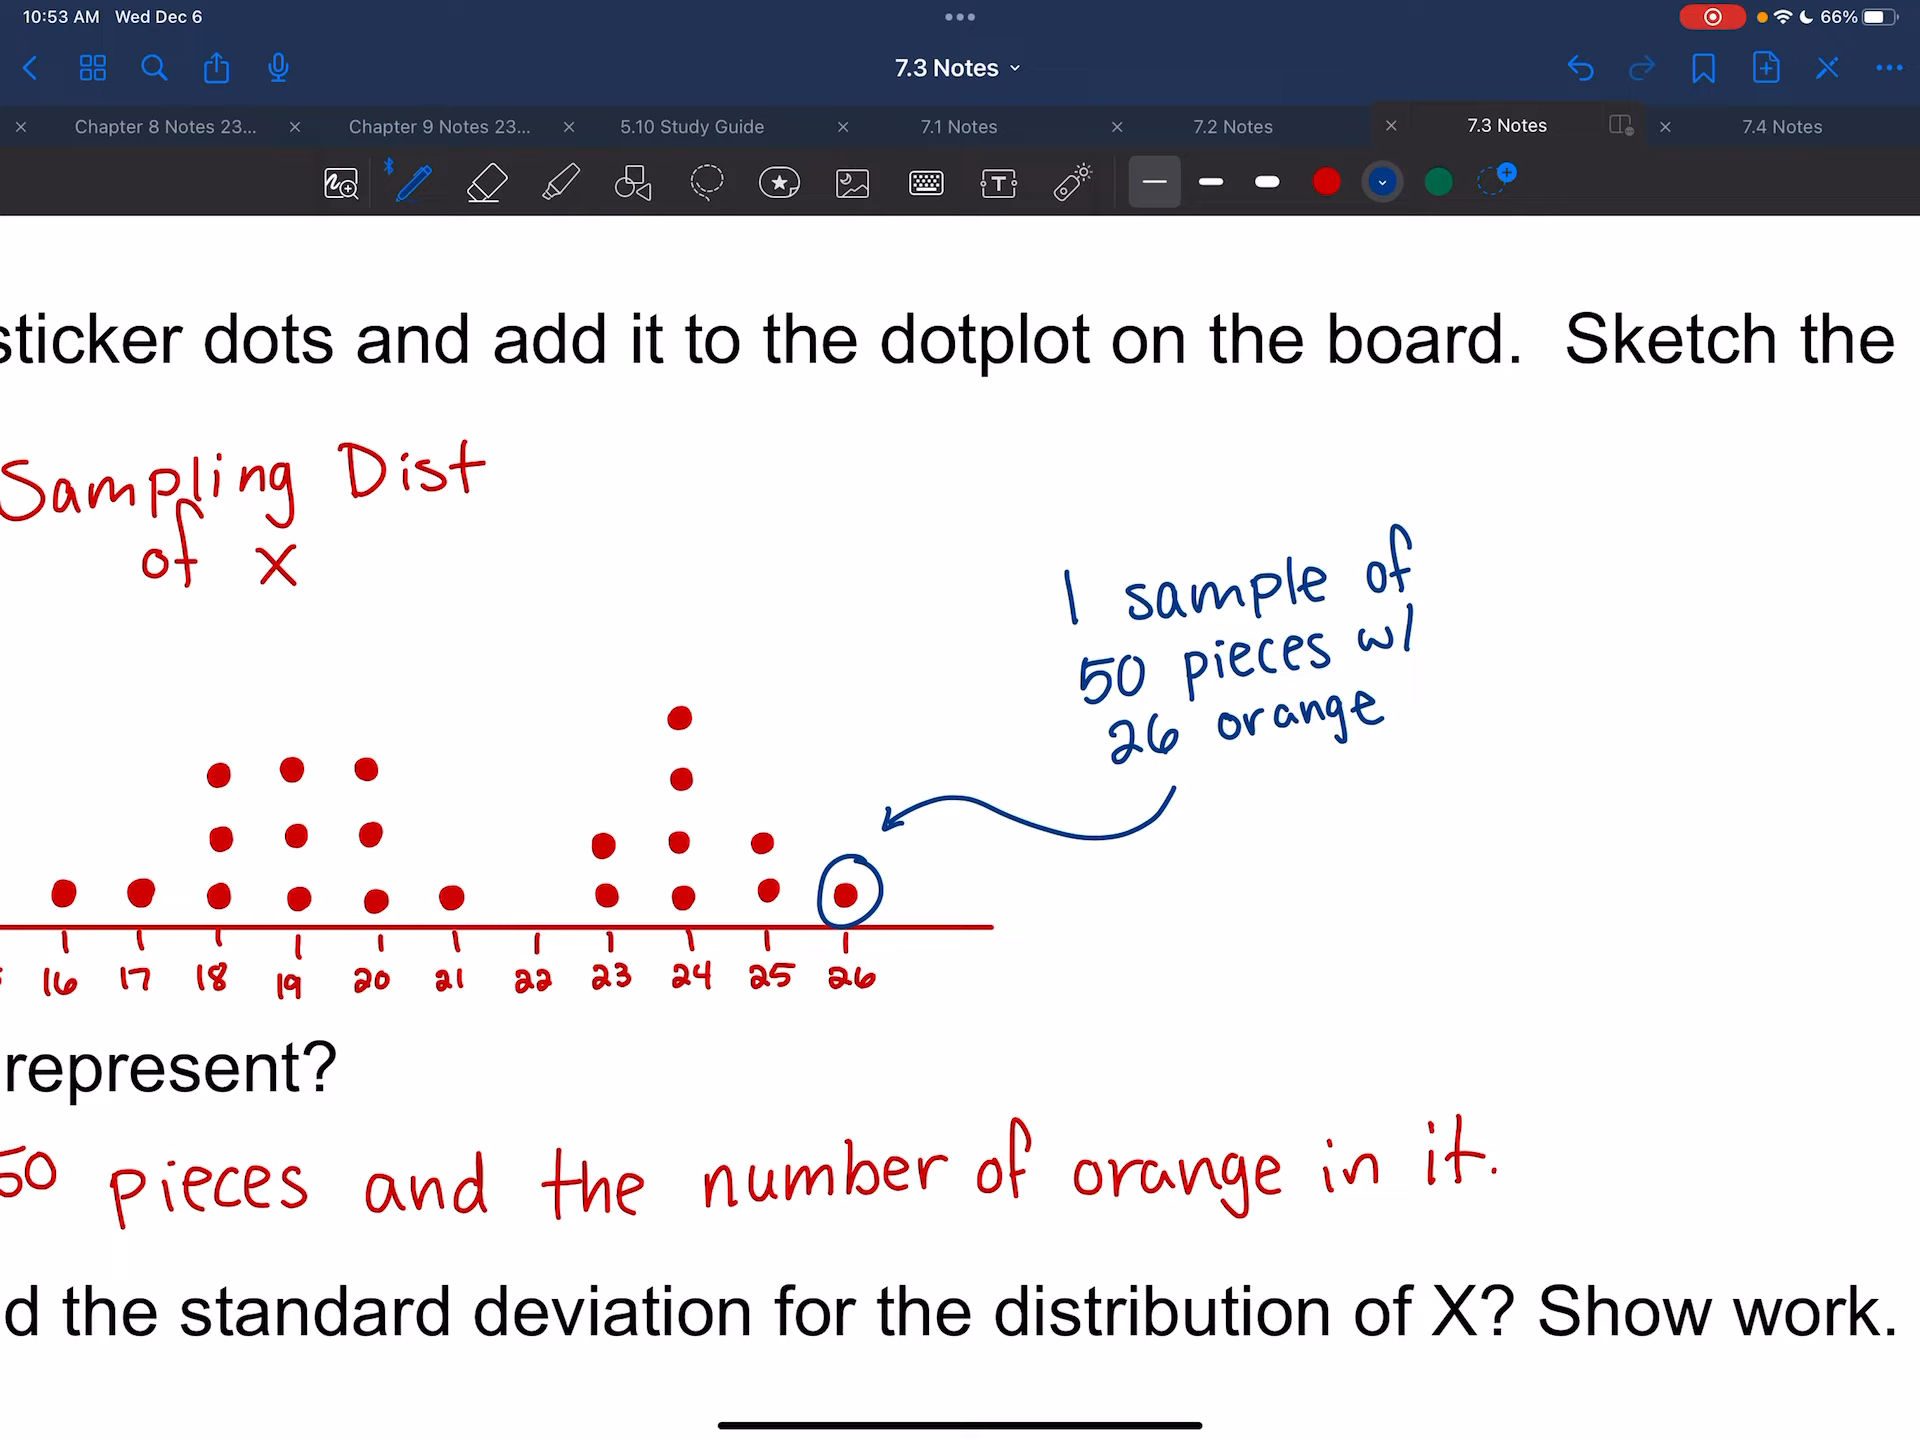 10:53 AM Wed Dec 6
66%
7.3 Notes
Chapter 8 Notes 23... Chapter 9 Notes 23... 5.10 Study Guide 7.1 Notes 7.2 Notes 7.3 Notes 7.4 Notes
sticker dots and add it to the dotplot on the board. Sketch the
Sampling Dist
of X
1 sample of
50 pieces w/
26 orange
16 17 18 19 20 21 22 23 24 25 26
represent?
50 pieces and the number of orange in it.
d the standard deviation for the distribution of X? Show work.